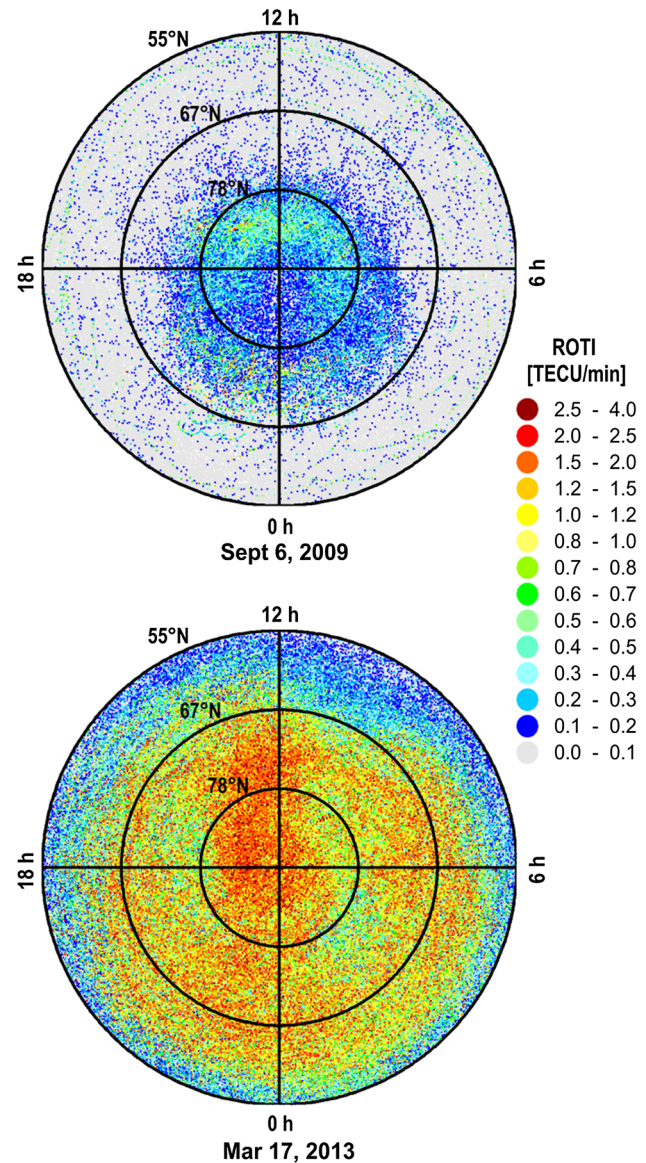 12 h
55°N
67°N
78°N
18 h
6 h
0 h
Sept 6, 2009
ROTI
[TECU/min]
2.5 - 4.0
2.0 - 2.5
1.5 - 2.0
1.2 - 1.5
1.0 - 1.2
0.8 - 1.0
0.7 - 0.8
0.6 - 0.7
0.5 - 0.6
0.4 - 0.5
0.3 - 0.4
0.2 - 0.3
0.1 - 0.2
0.0 - 0.1
12 h
55°N
67°N
78°N
18 h
6 h
0 h
Mar 17, 2013